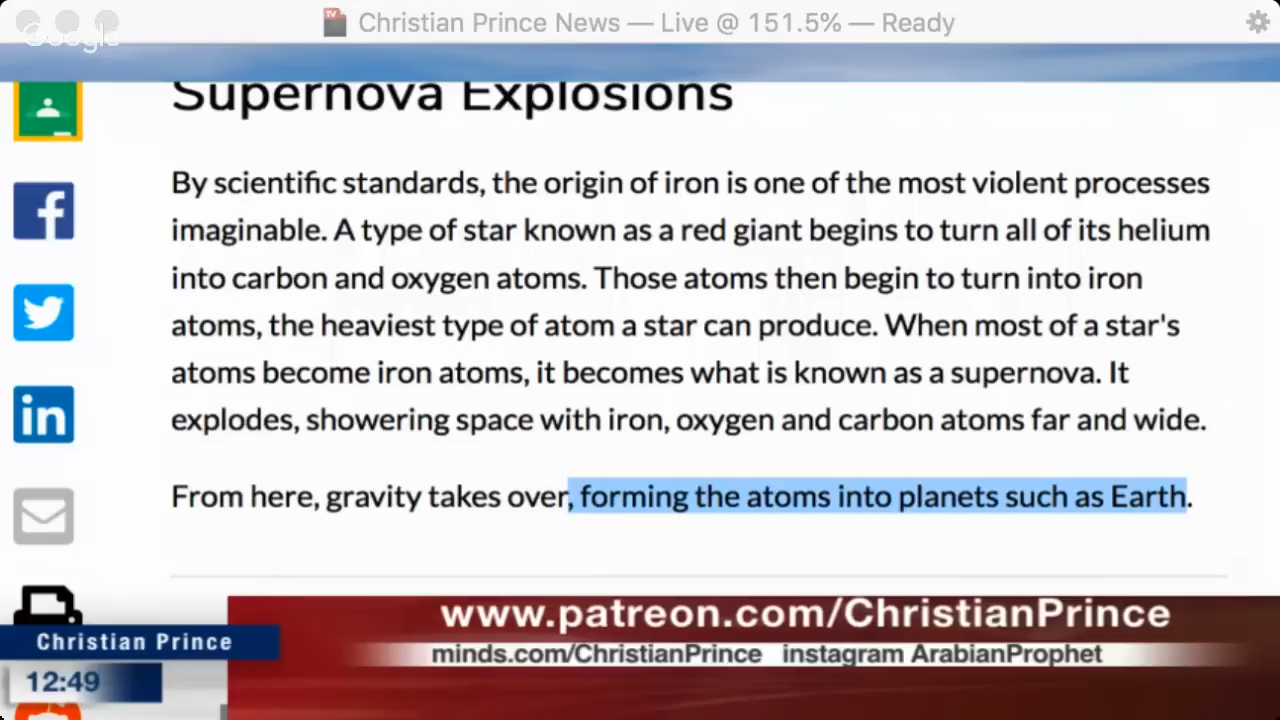 Google
TV
Christian Prince News — Live @ 151.5% — Ready
Supernova Explosions
By scientific standards, the origin of iron is one of the most violent processes
imaginable. A type of star known as a red giant begins to turn all of its helium
into carbon and oxygen atoms. Those atoms then begin to turn into iron
atoms, the heaviest type of atom a star can produce. When most of a star's
atoms become iron atoms, it becomes what is known as a supernova. It
explodes, showering space with iron, oxygen and carbon atoms far and wide.
From here, gravity takes over, forming the atoms into planets such as Earth.
f
in
www.patreon.com/ChristianPrince
Christian Prince
minds.com/ChristianPrince instagram ArabianProphet
12:49